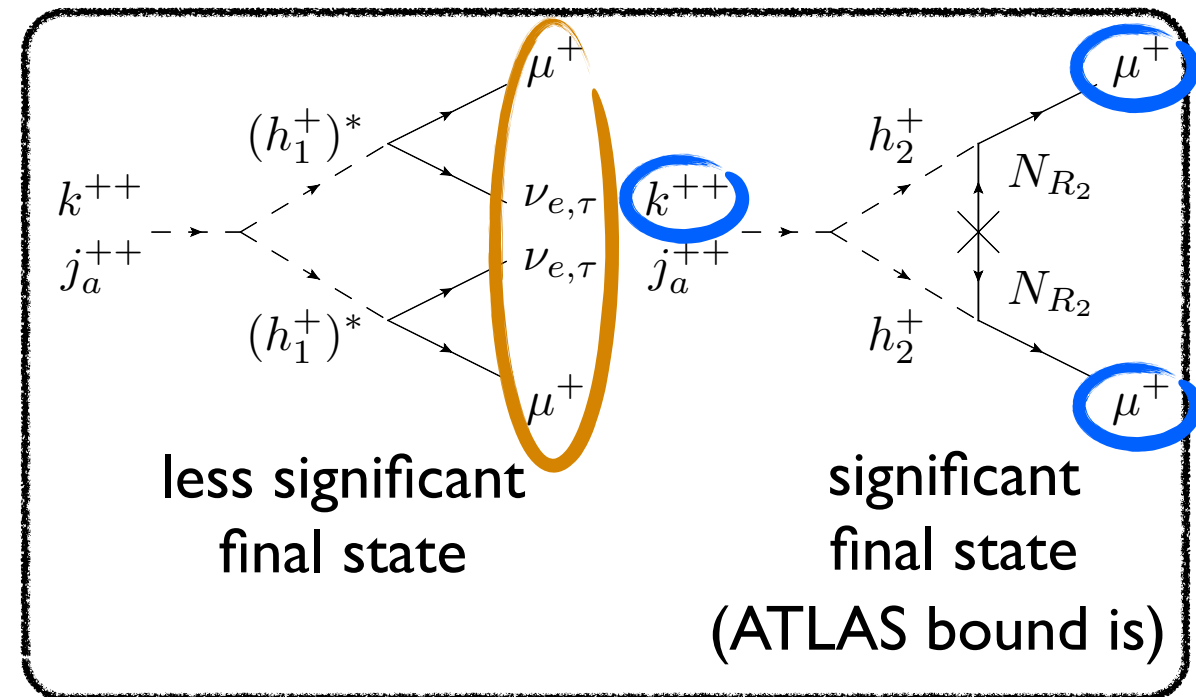 μ⁺
(h₁⁺)*
ν_{e,τ}
k⁺⁺
j_a⁺⁺
ν_{e,τ}
(h₁⁺)*
μ⁺
less significant
final state
μ⁺
h₂⁺
N_{R₂}
k⁺⁺
j_a⁺⁺
N_{R₂}
h₂⁺
μ⁺
significant
final state
(ATLAS bound is)